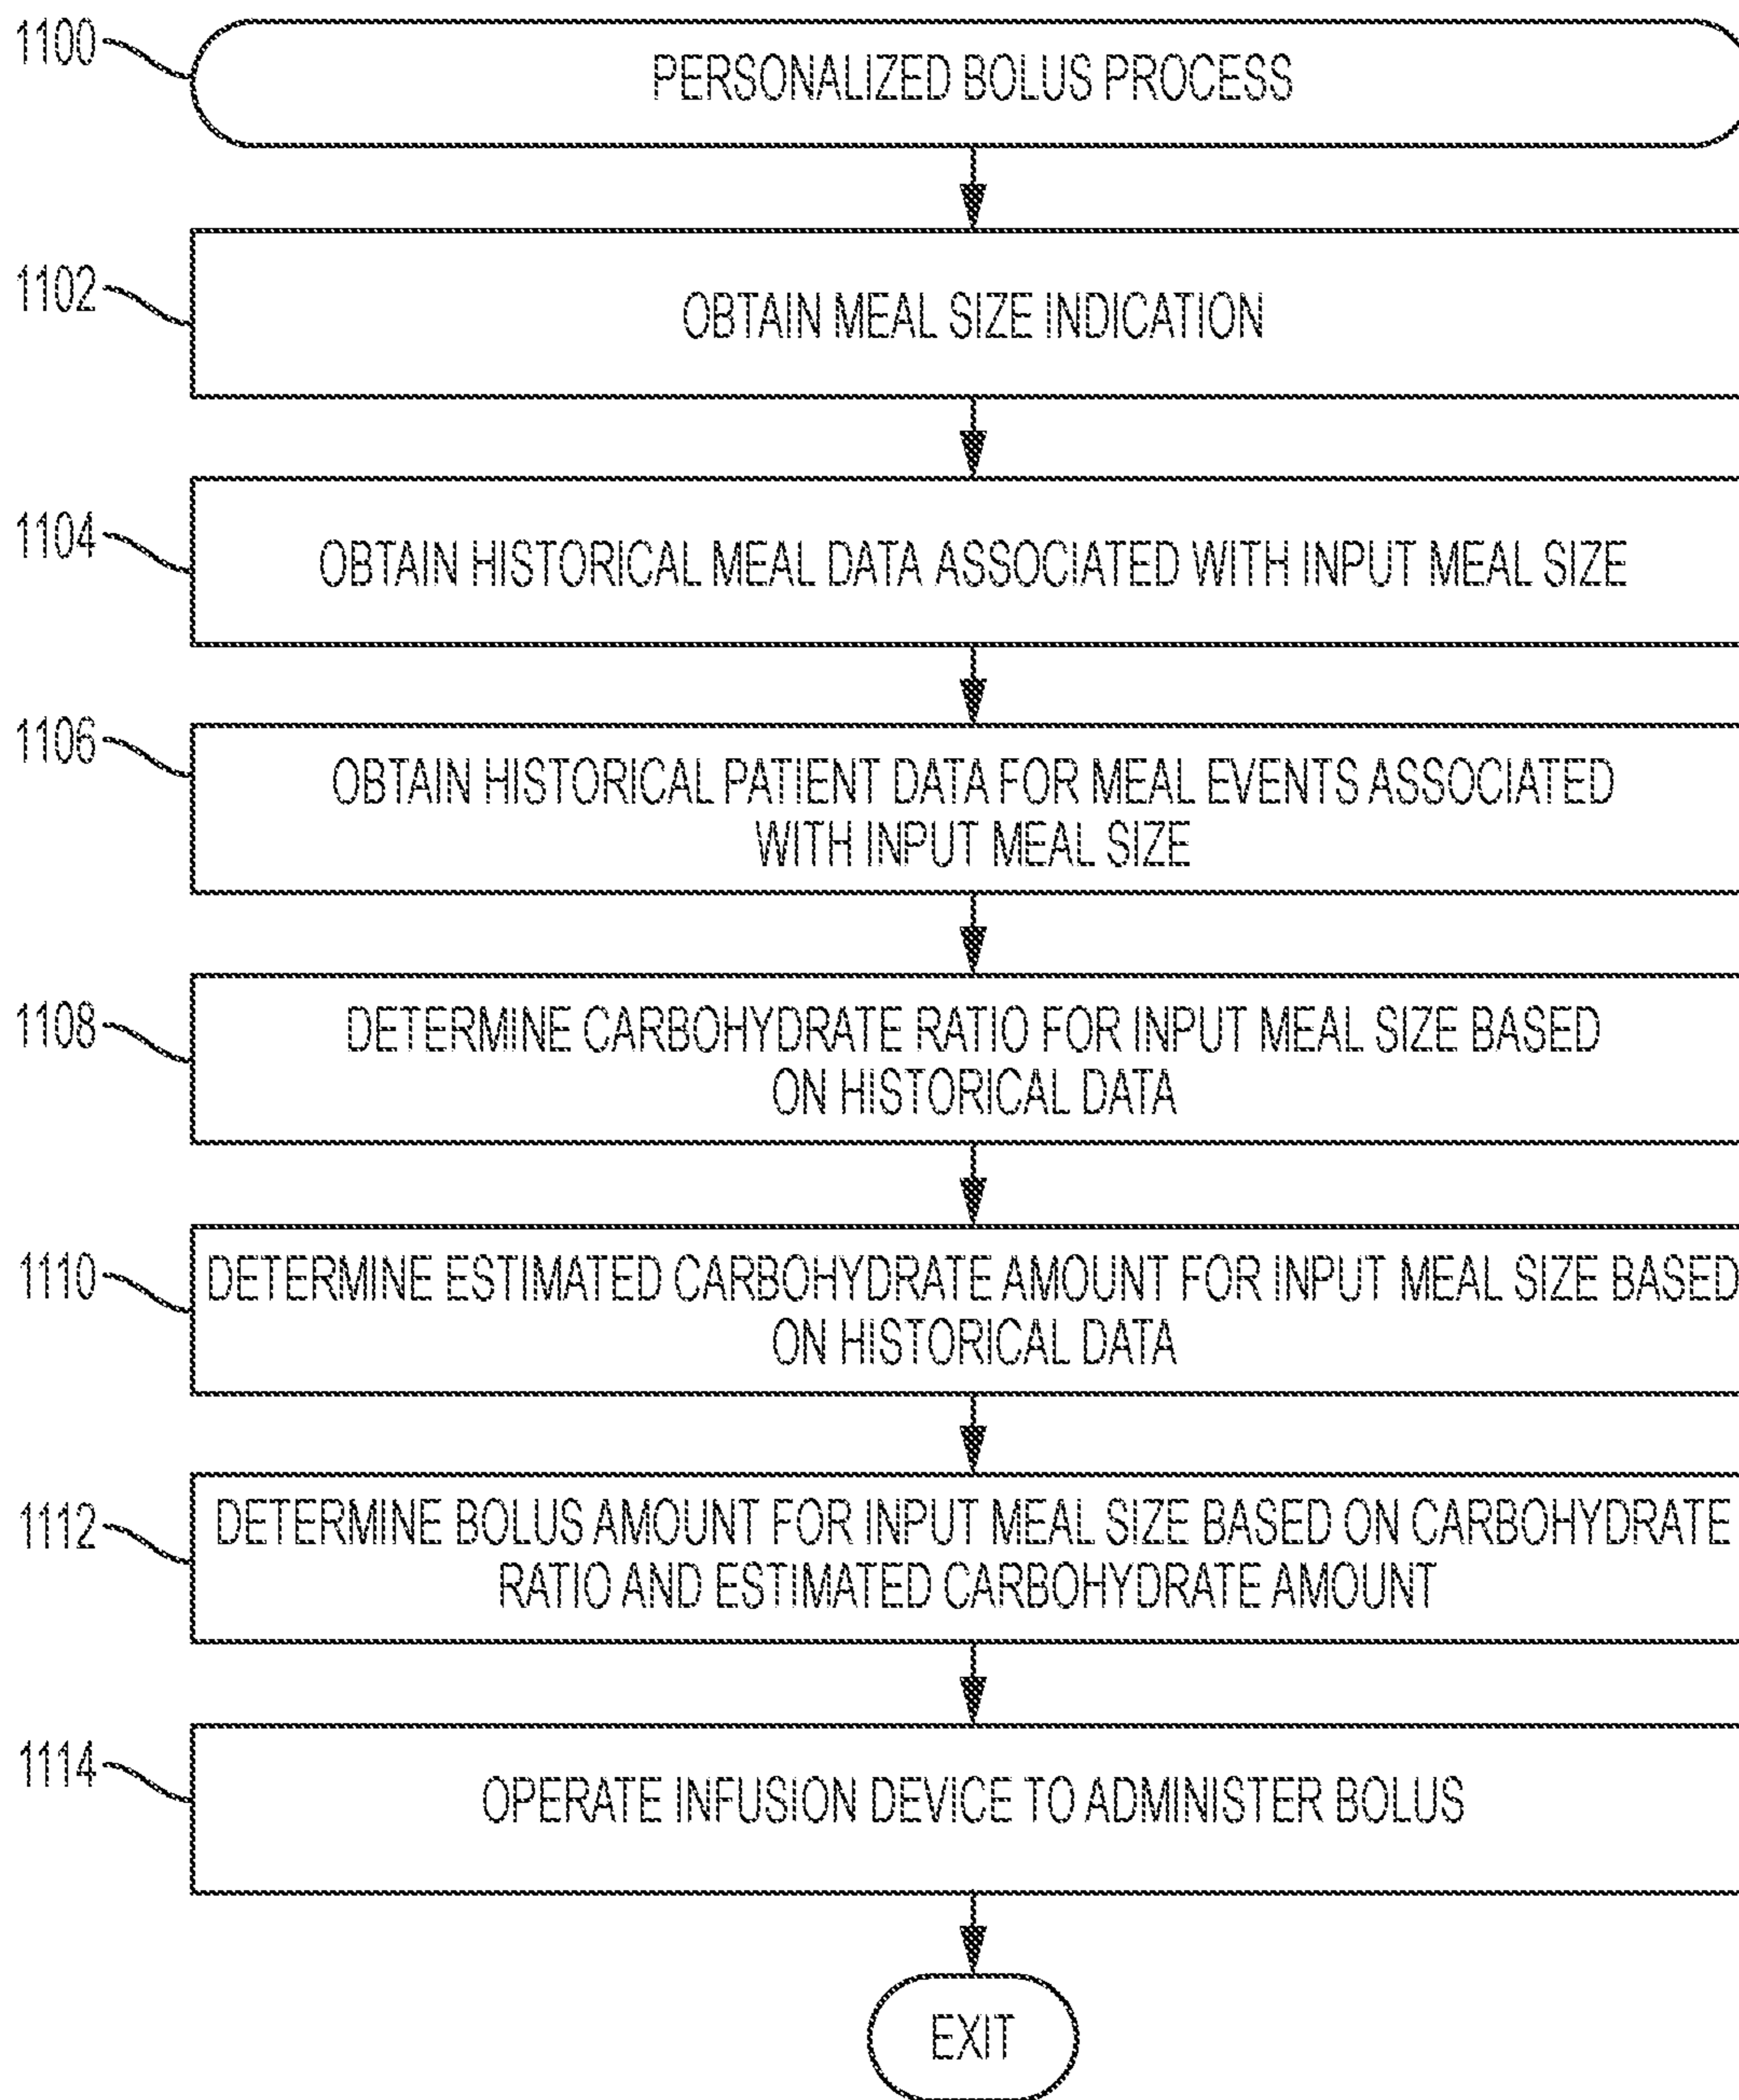 1100
PERSONALIZED BOLUS PROCESS
1102
OBTAIN MEAL SIZE INDICATION
1104
OBTAIN HISTORICAL MEAL DATA ASSOCIATED WITH INPUT MEAL SIZE
1106
OBTAIN HISTORICAL PATIENT DATA FOR MEAL EVENTS ASSOCIATED
WITH INPUT MEAL SIZE
1108
DETERMINE CARBOHYDRATE RATIO FOR INPUT MEAL SIZE BASED
ON HISTORICAL DATA
1110
DETERMINE ESTIMATED CARBOHYDRATE AMOUNT FOR INPUT MEAL SIZE BASED
ON HISTORICAL DATA
1112
DETERMINE BOLUS AMOUNT FOR INPUT MEAL SIZE BASED ON CARBOHYDRATE
RATIO AND ESTIMATED CARBOHYDRATE AMOUNT
1114
OPERATE INFUSION DEVICE TO ADMINISTER BOLUS
EXIT